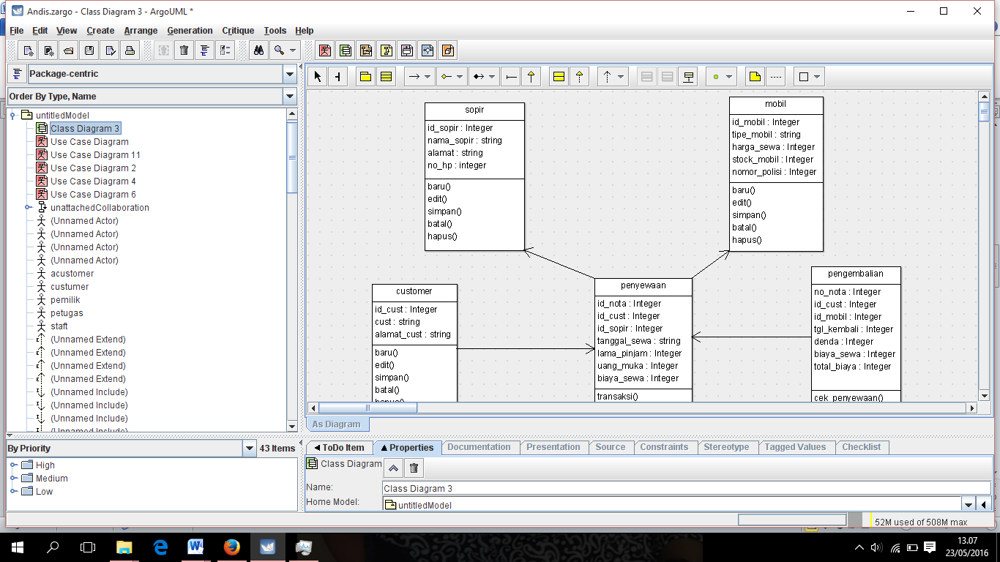 Andis.zargo - Class Diagram 3 - ArgoUML *
File Edit View Create Arrange Generation Critique Tools Help
Package-centric
Order By Type, Name
untitledModel
Class Diagram 3
Use Case Diagram
Use Case Diagram 11
Use Case Diagram 2
Use Case Diagram 4
Use Case Diagram 6
unattachedCollaboration
(Unnamed Actor)
(Unnamed Actor)
(Unnamed Actor)
(Unnamed Actor)
acustomer
custumer
pemilik
petugas
staft
(Unnamed Extend)
(Unnamed Extend)
(Unnamed Extend)
(Unnamed Extend)
(Unnamed Include)
(Unnamed Include)
(Unnamed Include)
(Unnamed Include)
sopir
id_sopir : Integer
nama_sopir : string
alamat : string
no_hp : integer
baru()
edit()
simpan()
batal()
hapus()
mobil
id_mobil : Integer
tipe_mobil : string
harga_sewa : Integer
stock_mobil : Integer
nomor_polisi : Integer
baru()
edit()
simpan()
batal()
hapus()
customer
id_cust : Integer
cust : string
alamat_cust : string
baru()
edit()
simpan()
batal()
hapus()
penyewaan
id_nota : Integer
id_cust : Integer
id_sopir : Integer
tanggal_sewa : string
lama_pinjam : Integer
uang_muka : Integer
biaya_sewa : Integer
transaksi()
pengembalian
no_nota : Integer
id_cust : Integer
id_mobil : Integer
tgl_kembali : Integer
denda : Integer
biaya_sewa : Integer
total_biaya : Integer
cek_penyewaan()
As Diagram
By Priority 43 Items
High
Medium
Low
ToDo Item Properties Documentation Presentation Source Constraints Stereotype Tagged Values Checklist
Class Diagram
Name: Class Diagram 3
Home Model: untitledModel
52M used of 508M max
13.07
23/05/2016